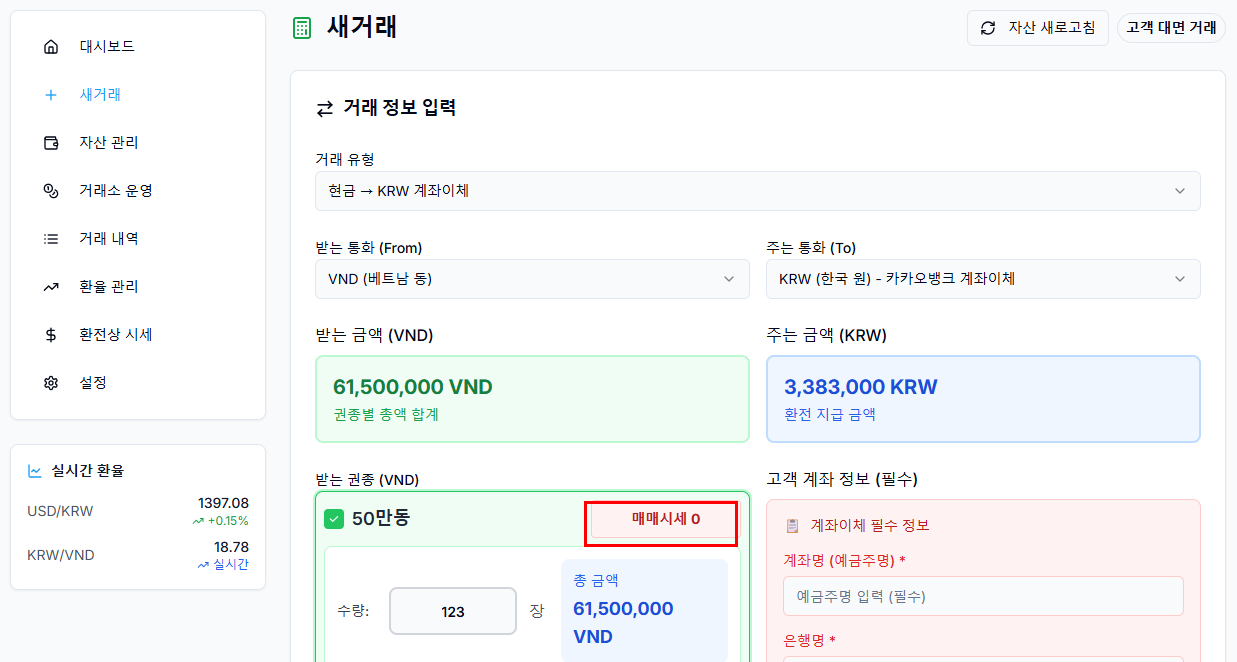 대시보드
새거래
자산 관리
거래소 운영
거래 내역
환율 관리
환전상 시세
설정
실시간 환율
USD/KRW
1397.08
+0.15%
KRW/VND
18.78
실시간
새거래
자산 새로고침
고객 대면 거래
거래 정보 입력
거래 유형
현금 → KRW 계좌이체
받는 통화 (From)
VND (베트남 동)
주는 통화 (To)
KRW (한국 원) - 카카오뱅크 계좌이체
받는 금액 (VND)
61,500,000 VND
권종별 총액 합계
주는 금액 (KRW)
3,383,000 KRW
환전 지급 금액
받는 권종 (VND)
50만동
매매시세 0
수량:
123
장
총 금액
61,500,000
VND
고객 계좌 정보 (필수)
계좌이체 필수 정보
계좌명 (예금주명) *
예금주명 입력 (필수)
은행명 *